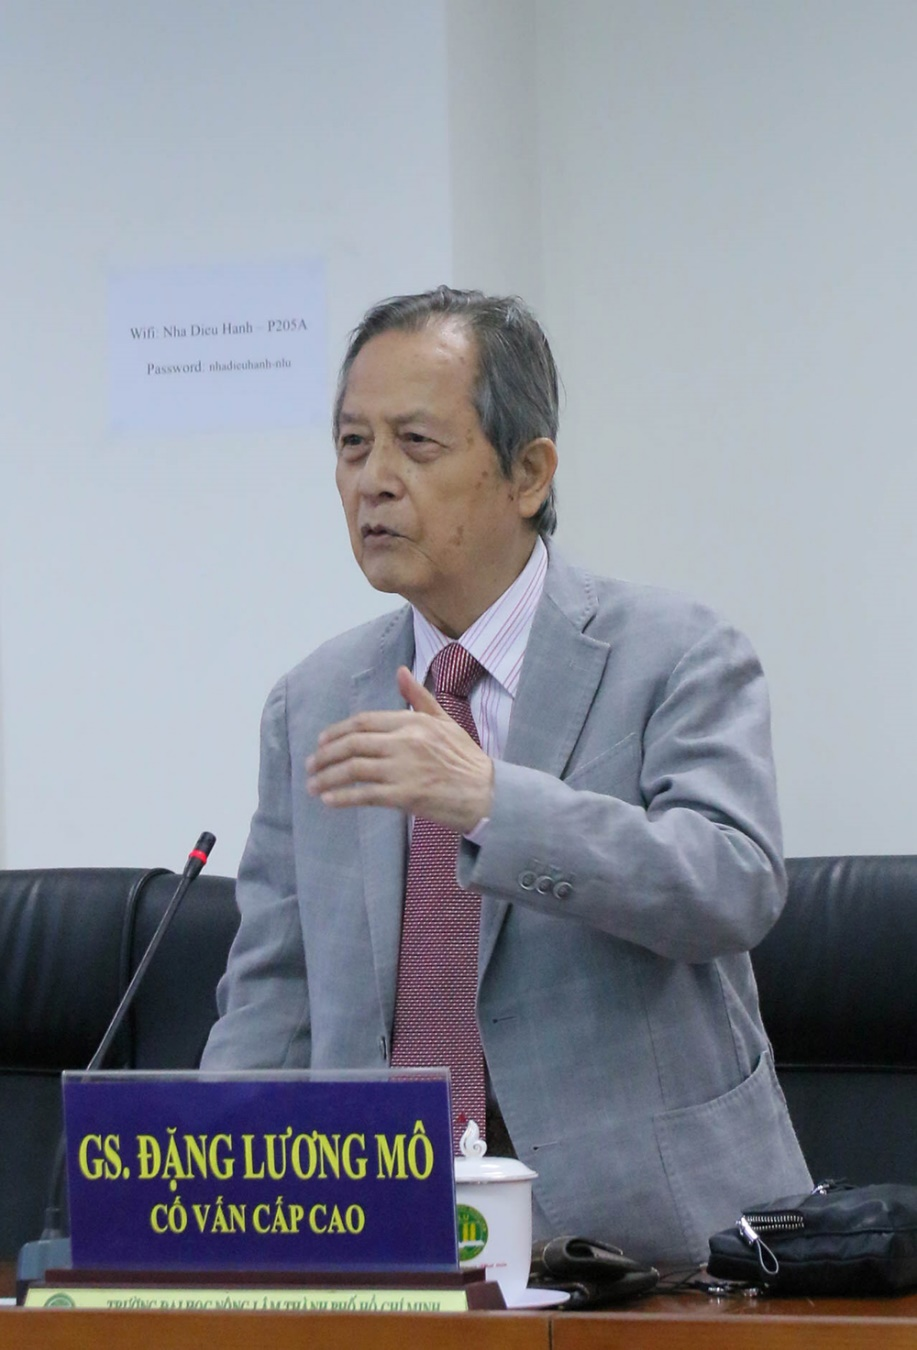 Wifi: Nha Dieu Hanh – P205A
Password: nhadieuhanh-nlu
GS. ĐẶNG LƯƠNG MÔ
CỐ VẤN CẤP CAO
TRƯỜNG ĐẠI HỌC NÔNG LÂM THÀNH PHỐ HỒ CHÍ MINH